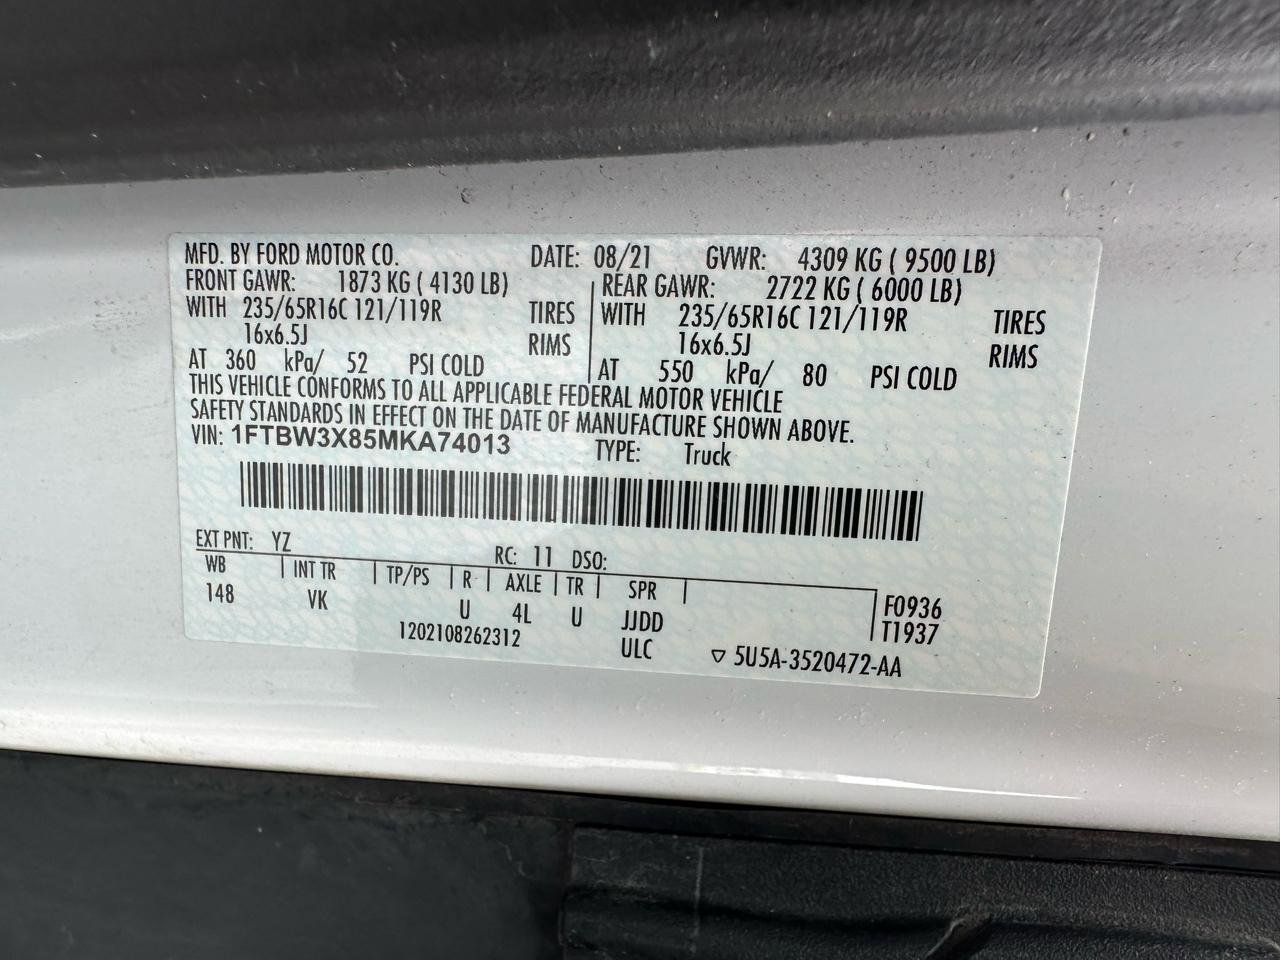 MFD. BY FORD MOTOR CO. DATE: 08/21 GVWR: 4309 KG ( 9500 LB)
FRONT GAWR: 1873 KG ( 4130 LB) REAR GAWR: 2722 KG ( 6000 LB)
WITH 235/65R16C 121/119R TIRES WITH 235/65R16C 121/119R TIRES
16x6.5J RIMS 16x6.5J RIMS
AT 360 kPa/ 52 PSI COLD AT 550 kPa/ 80 PSI COLD
THIS VEHICLE CONFORMS TO ALL APPLICABLE FEDERAL MOTOR VEHICLE
SAFETY STANDARDS IN EFFECT ON THE DATE OF MANUFACTURE SHOWN ABOVE.
VIN: 1FTBW3X85MKA74013 TYPE: Truck
EXT PNT: YZ RC: 11 DSO:
WB INT TR TP/PS R AXLE TR SPR F0936
148 VK U 4L U JJDD T1937
1202108262312 ULC ▽ 5U5A-3520472-AA